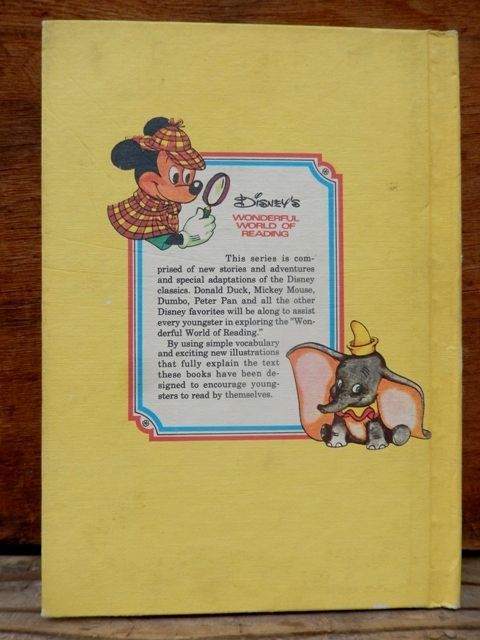 Disney's
WONDERFUL
WORLD OF
READING
This series is com-
prised of new stories and adventures
and special adaptations of the Disney
classics. Donald Duck, Mickey Mouse,
Dumbo, Peter Pan and all the other
Disney favorites will be along to assist
every youngster in exploring the "Won-
derful World of Reading."
By using simple vocabulary
and exciting new illustrations
that fully explain the text
these books have been de-
signed to encourage young-
sters to read by themselves.